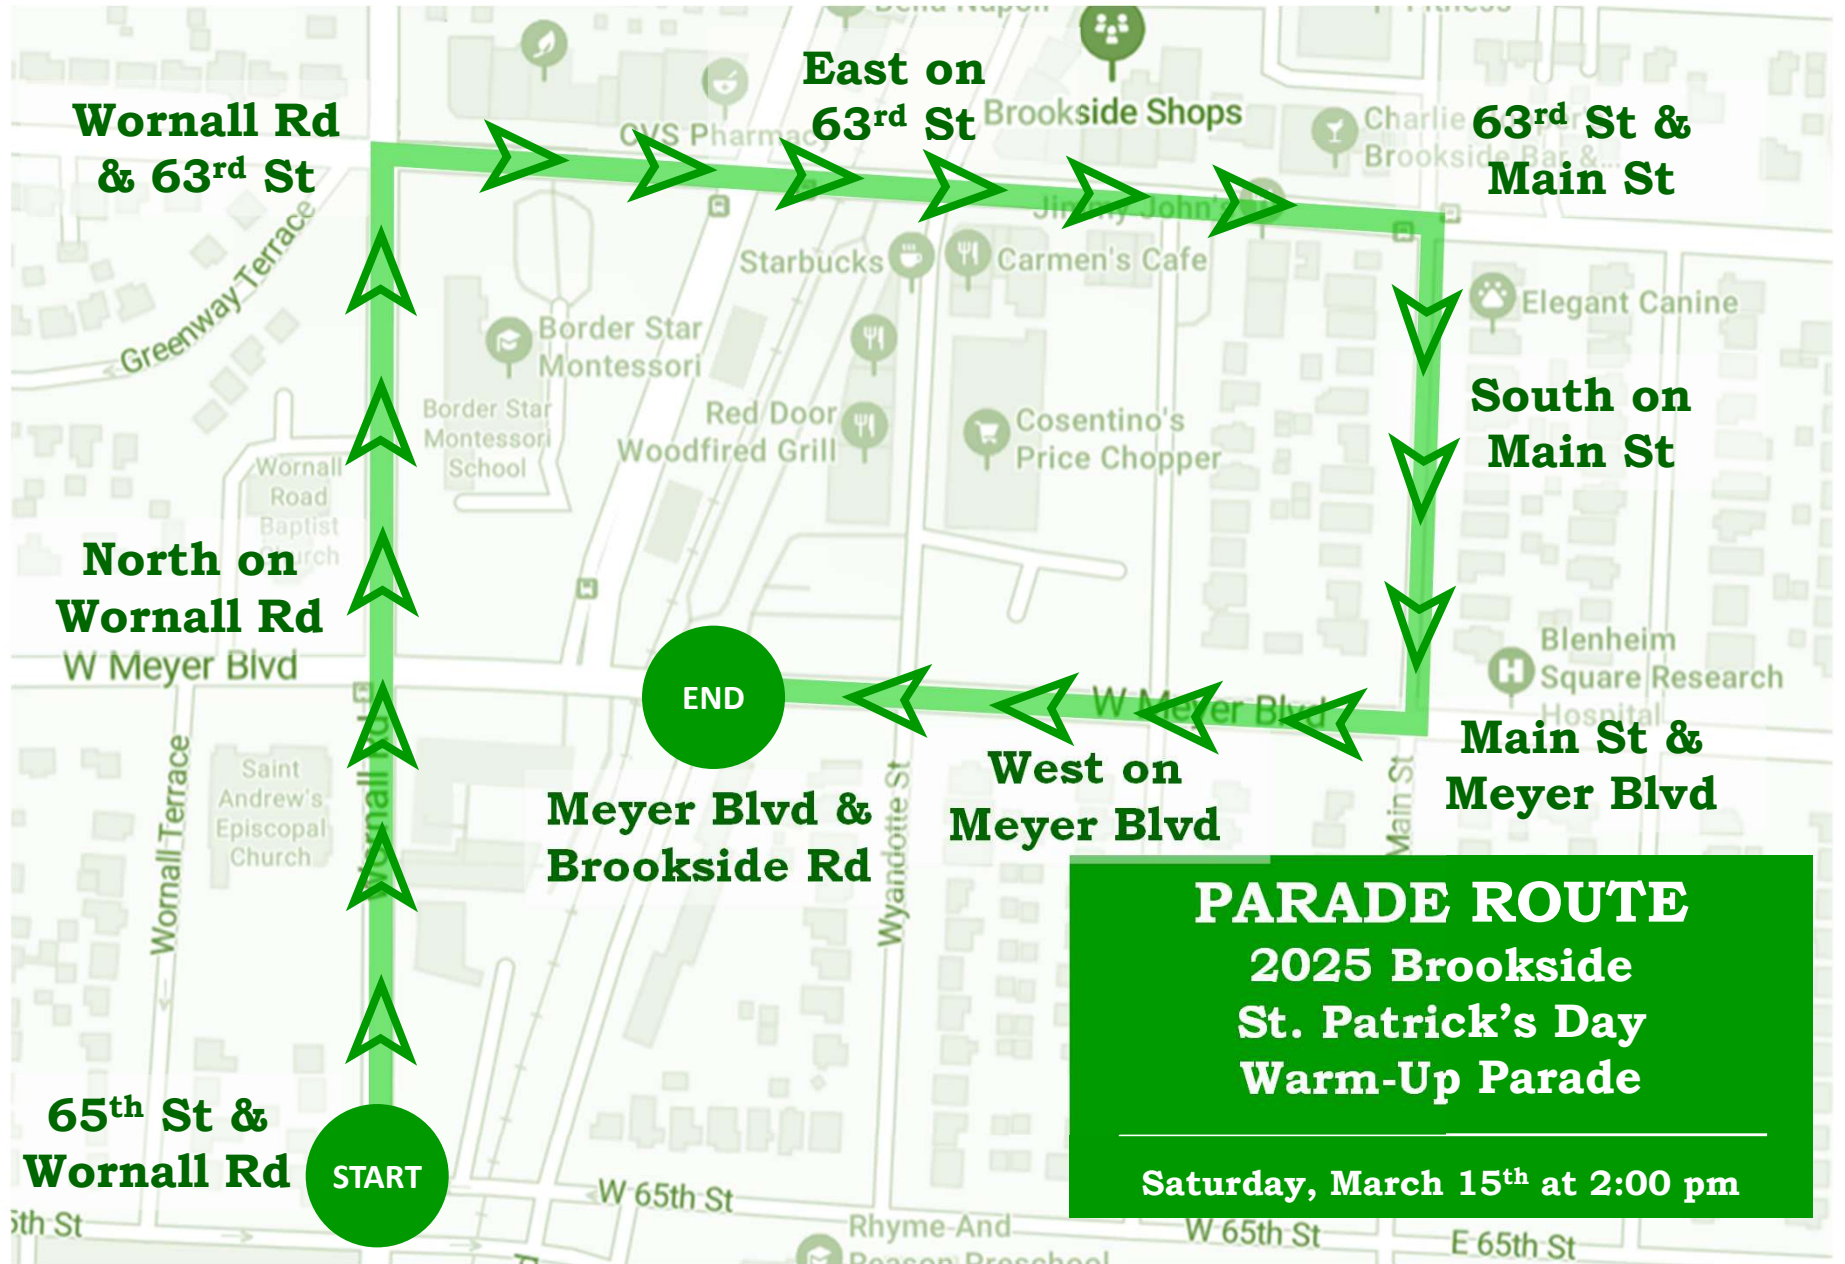 Fitness
Brookside Shops
East on
63rd St
Wornall Rd
& 63rd St
63rd St &
Main St
CVS Pharmacy
Charlie
Brookside Bar &...
Jimmy John's
Greenway Terrace
Starbucks
Carmen's Cafe
Elegant Canine
Border Star
Montessori
Border Star
Montessori
School
Red Door
Woodfired Grill
Cosentino's
Price Chopper
South on
Main St
Wornall
Road
Baptist
Church
North on
Wornall Rd
W Meyer Blvd
Blenheim
Square Research
Hospital
END
W Meyer Blvd
Main St &
Meyer Blvd
West on
Meyer Blvd
Meyer Blvd &
Brookside Rd
Wornall Rd
Wornall Terrace
Saint
Andrew's
Episcopal
Church
Wyandotte St
Main St
PARADE ROUTE
2025 Brookside
St. Patrick's Day
Warm-Up Parade
Saturday, March 15th at 2:00 pm
65th St &
Wornall Rd
START
W 65th St
5th St
Rhyme-And
Reason Preschool
W 65th St
E 65th St